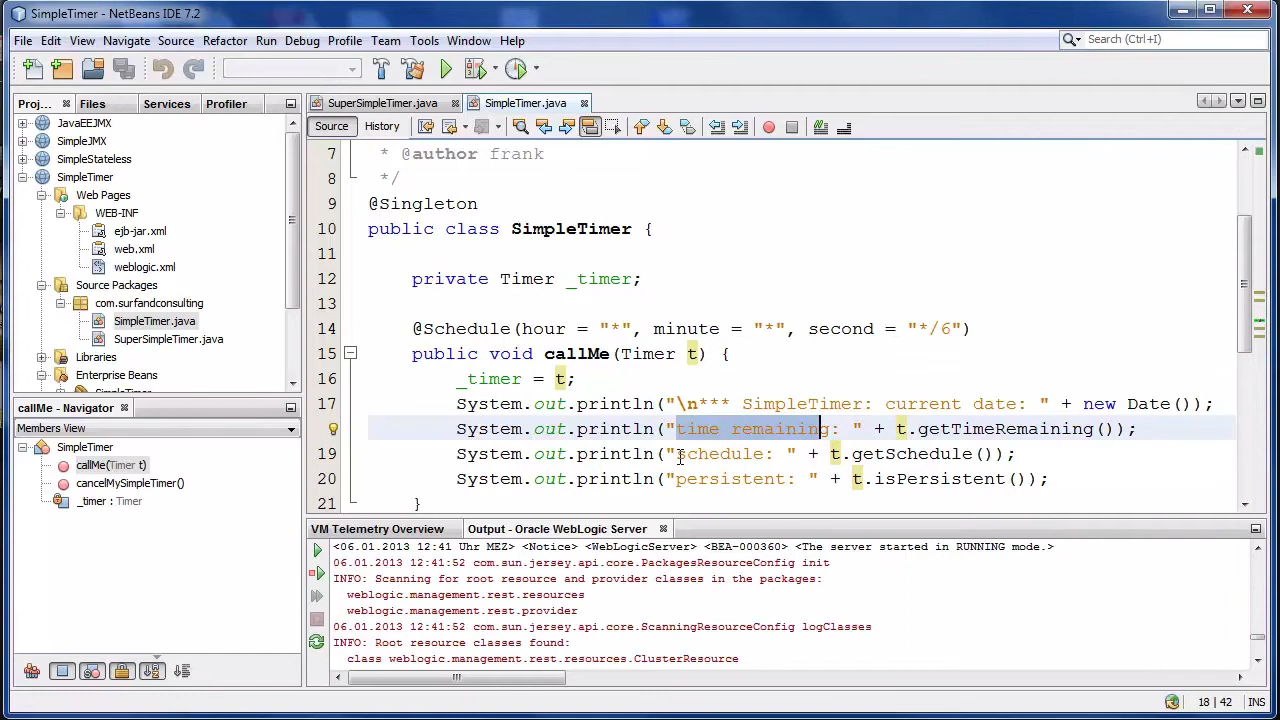 SimpleTimer - NetBeans IDE 7.2
File Edit View Navigate Source Refactor Run Debug Profile Team Tools Window Help
Search (Ctrl+I)
Proj... Files Services Profiler
SuperSimpleTimer.java SimpleTimer.java
Source History
JavaEEJMX
SimpleJMX
SimpleStateless
SimpleTimer
Web Pages
WEB-INF
ejb-jar.xml
web.xml
weblogic.xml
Source Packages
com.surfandconsulting
SimpleTimer.java
SuperSimpleTimer.java
Libraries
Enterprise Beans
SimpleTimer
7 * @author frank
8 */
9 @Singleton
10 public class SimpleTimer {
11
12 private Timer _timer;
13
14 @Schedule(hour = "*", minute = "*", second = "*/6")
15 public void callMe(Timer t) {
16 _timer = t;
17 System.out.println("\n*** SimpleTimer: current date: " + new Date());
18 System.out.println("time remaining: " + t.getTimeRemaining());
19 System.out.println("schedule: " + t.getSchedule());
20 System.out.println("persistent: " + t.isPersistent());
21 }
callMe - Navigator
Members View
SimpleTimer
callMe(Timer t)
cancelMySimpleTimer()
_timer : Timer
VM Telemetry Overview Output - Oracle WebLogic Server
<06.01.2013 12:41 Uhr MEZ> <Notice> <WebLogicServer> <BEA-000360> <The server started in RUNNING mode.>
06.01.2013 12:41:52 com.sun.jersey.api.core.PackagesResourceConfig init
INFO: Scanning for root resource and provider classes in the packages:
weblogic.management.rest.resources
weblogic.management.rest.provider
06.01.2013 12:41:52 com.sun.jersey.api.core.ScanningResourceConfig logClasses
INFO: Root resource classes found:
class weblogic.management.rest.resources.ClusterResource
18 | 42 INS